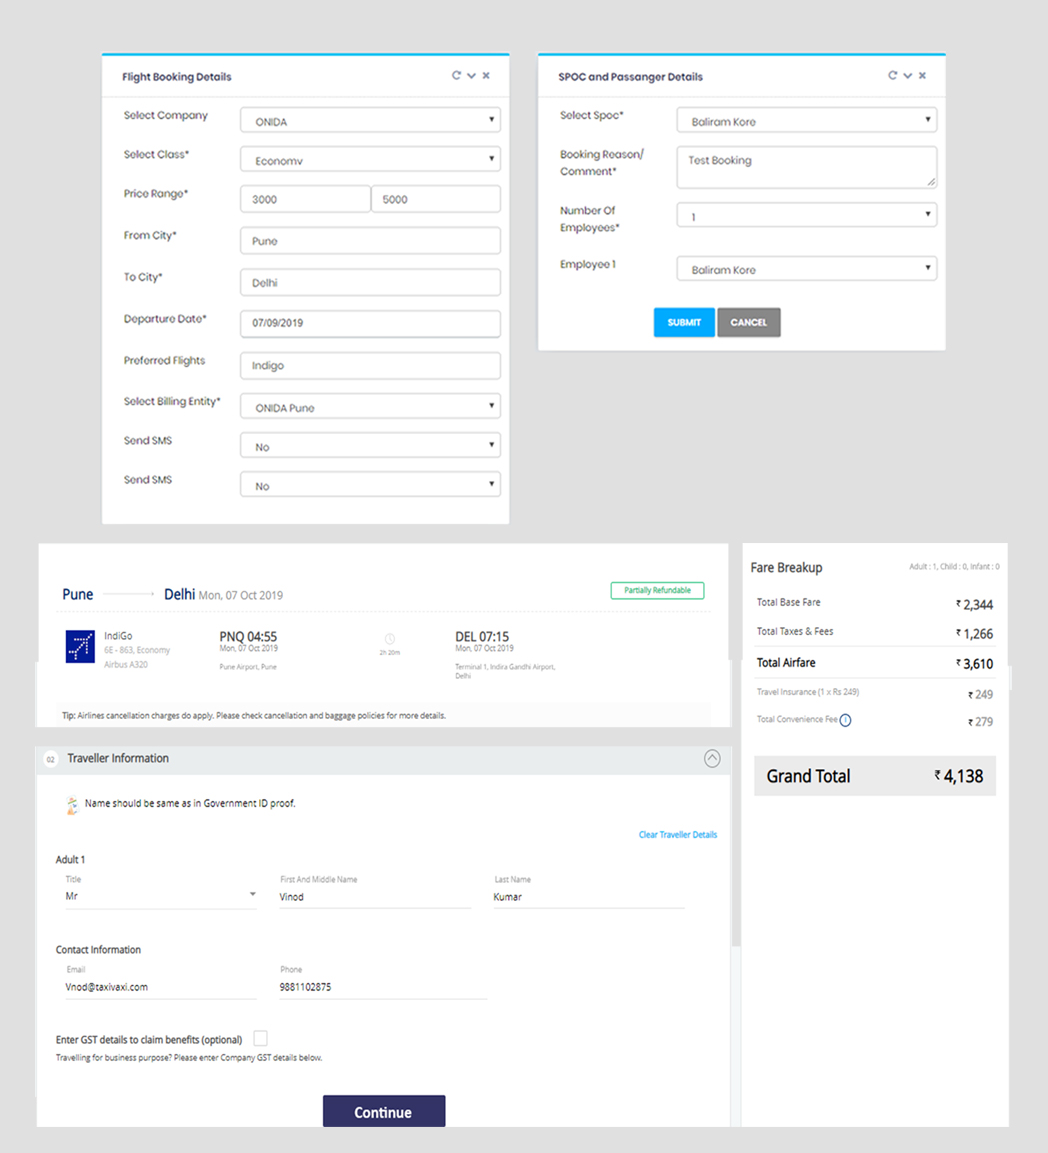 Flight Booking Details
Select Company ONIDA
Select Class* Economy
Price Range* 3000 5000
From City* Pune
To City* Delhi
Departure Date* 07/09/2019
Preferred Flights Indigo
Select Billing Entity* ONIDA Pune
Send SMS No
Send SMS No
SPOC and Passanger Details
Select Spoc* Baliram Kore
Booking Reason/ Test Booking
Comment*
Number Of 1
Employees*
Employee 1 Baliram Kore
SUBMIT CANCEL
Pune Delhi Mon, 07 Oct 2019 Partially Refundable
IndiGo PNQ 04:55 DEL 07:15
6E - 863, Economy Mon, 07 Oct 2019 2h 20m Mon, 07 Oct 2019
Airbus A320 Pune Airport, Pune Terminal 1, Indira Gandhi Airport,
Delhi
Tip: Airlines cancellation charges do apply. Please check cancellation and baggage policies for more details.
Fare Breakup Adult : 1, Child : 0, Infant : 0
Total Base Fare ₹ 2,344
Total Taxes & Fees ₹ 1,266
Total Airfare ₹ 3,610
Travel Insurance (1 x Rs 249) ₹ 249
Total Convenience Fee i ₹ 279
Grand Total ₹ 4,138
02 Traveller Information
Name should be same as in Government ID proof.
Clear Traveller Details
Adult 1
Title First And Middle Name Last Name
Mr Vinod Kumar
Contact Information
Email Phone
Vnod@taxivaxi.com 9881102875
Enter GST details to claim benefits (optional)
Travelling for business purpose? Please enter Company GST details below.
Continue